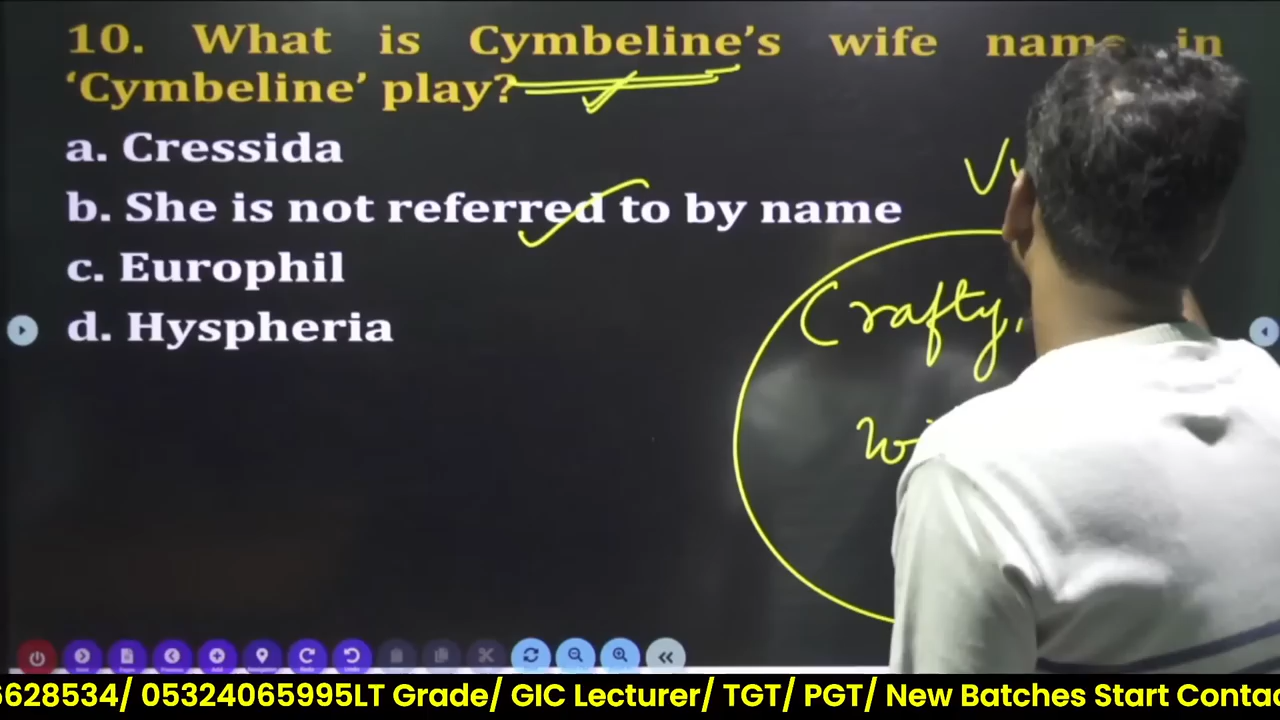 10. What is Cymbeline's wife name in
'Cymbeline' play?
a. Cressida
b. She is not referred to by name
c. Europhil
d. Hyspheria
Crafty,
6628534/ 05324065995LT Grade/ GIC Lecturer/ TGT/ PGT/ New Batches Start Contac